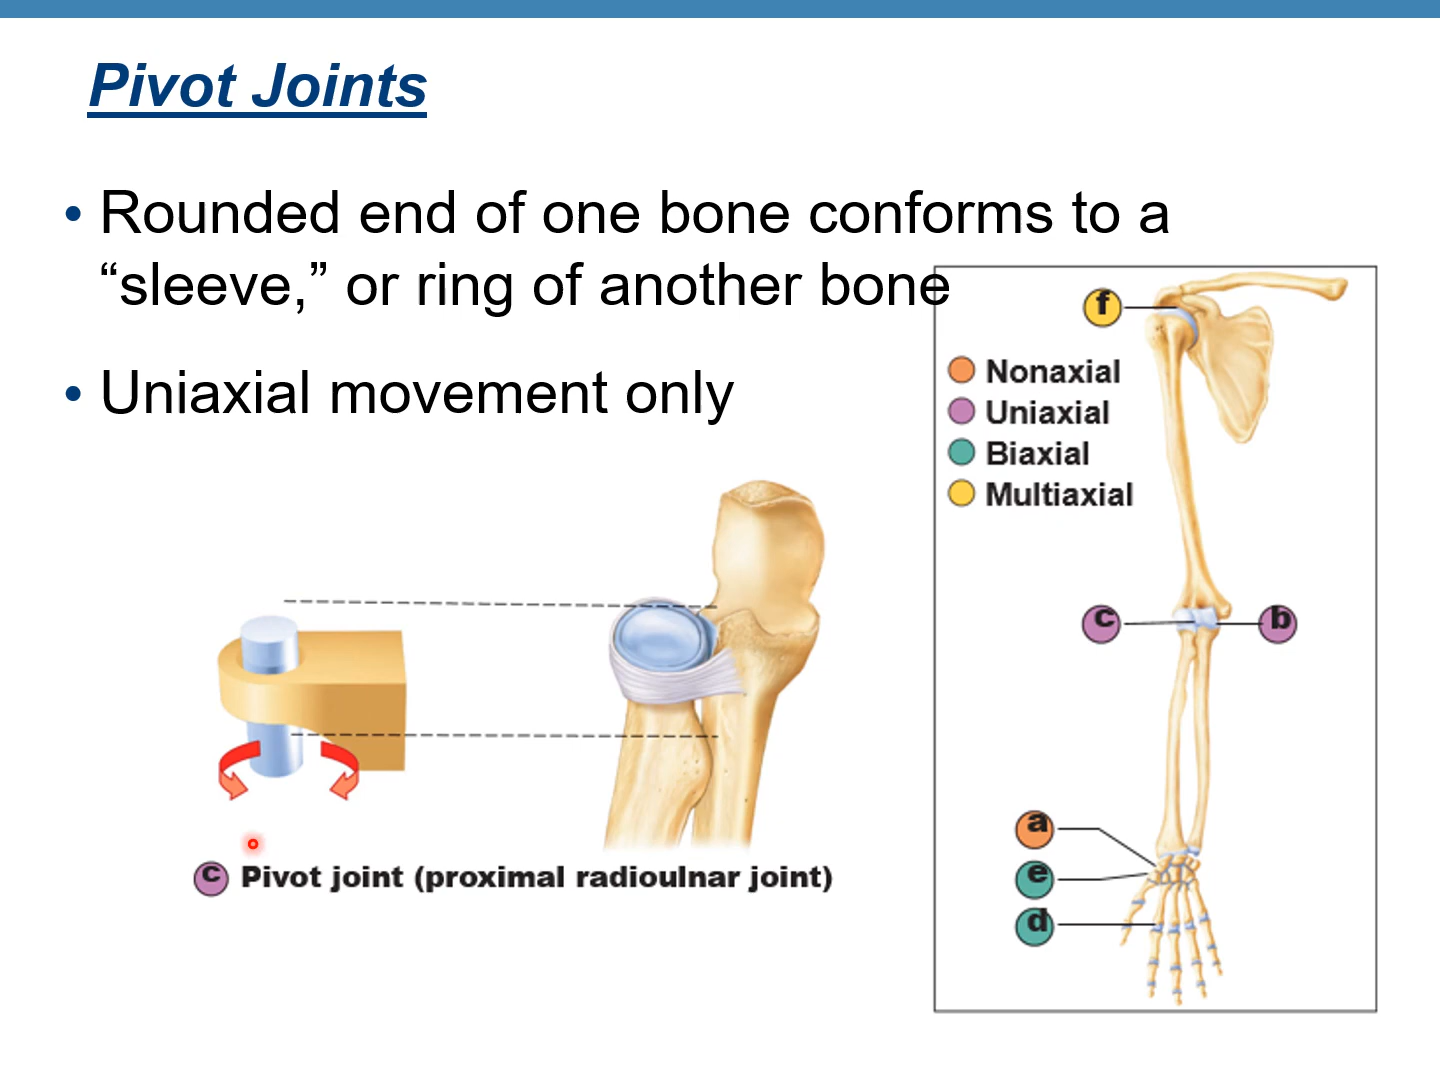 Pivot Joints
• Rounded end of one bone conforms to a
“sleeve,” or ring of another bone
• Uniaxial movement only
f
Nonaxial
Uniaxial
Biaxial
Multiaxial
c
b
a
e
d
c Pivot joint (proximal radioulnar joint)